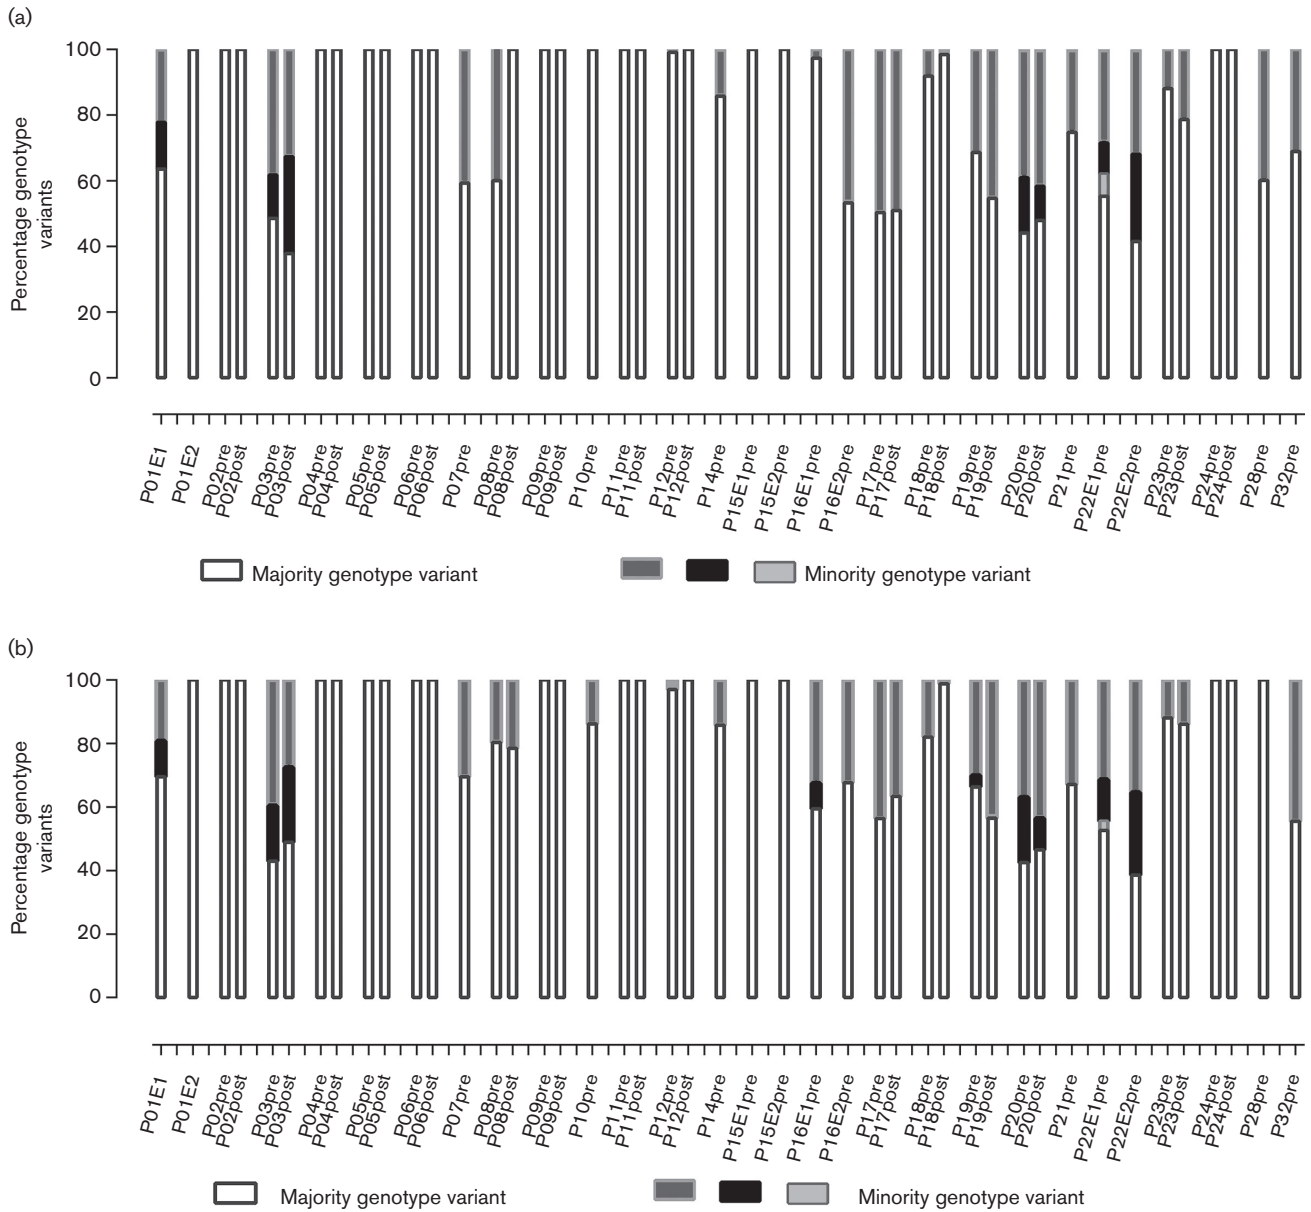 (a)
100
80
60
40
20
0
Percentage genotype
variants
P01E1
P01E2
P02pre
P02post
P03pre
P03post
P04pre
P04post
P05pre
P05post
P06pre
P06post
P07pre
P08pre
P08post
P09pre
P09post
P10pre
P11pre
P11post
P12pre
P12post
P14pre
P15E1pre
P15E2pre
P16E1pre
P16E2pre
P17pre
P17post
P18pre
P18post
P19pre
P19post
P20pre
P20post
P21pre
P22E1pre
P22E2pre
P23pre
P23post
P24pre
P24post
P28pre
P32pre
Majority genotype variant
Minority genotype variant
(b)
100
80
60
40
20
0
Percentage genotype
variants
P01E1
P01E2
P02pre
P02post
P03pre
P03post
P04pre
P04post
P05pre
P05post
P06pre
P06post
P07pre
P08pre
P08post
P09pre
P09post
P10pre
P11pre
P11post
P12pre
P12post
P14pre
P15E1pre
P15E2pre
P16E1pre
P16E2pre
P17pre
P17post
P18pre
P18post
P19pre
P19post
P20pre
P20post
P21pre
P22E1pre
P22E2pre
P23pre
P23post
P24pre
P24post
P28pre
P32pre
Majority genotype variant
Minority genotype variant